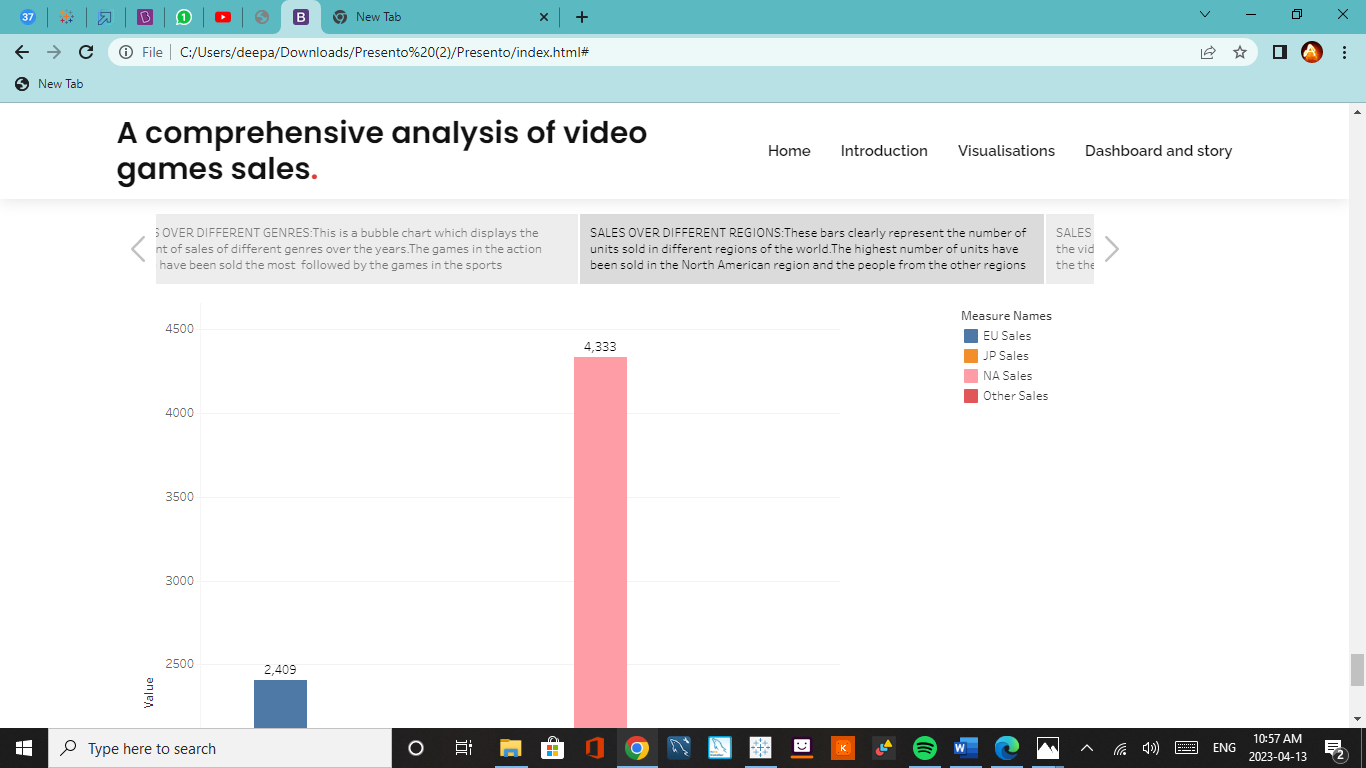 37
1
B
New Tab
File
C:/Users/deepa/Downloads/Presento%20(2)/Presento/index.html#
New Tab
A comprehensive analysis of video
games sales.
Home
Introduction
Visualisations
Dashboard and story
S OVER DIFFERENT GENRES:This is a bubble chart which displays the
nt of sales of different genres over the years.The games in the action
have been sold the most followed by the games in the sports
SALES OVER DIFFERENT REGIONS:These bars clearly represent the number of
units sold in different regions of the world.The highest number of units have
been sold in the North American region and the people from the other regions
SALES
the vid
the the
4500
4000
3500
3000
2500
Value
4,333
2,409
Measure Names
EU Sales
JP Sales
NA Sales
Other Sales
Type here to search
ENG
10:57 AM
2023-04-13
2